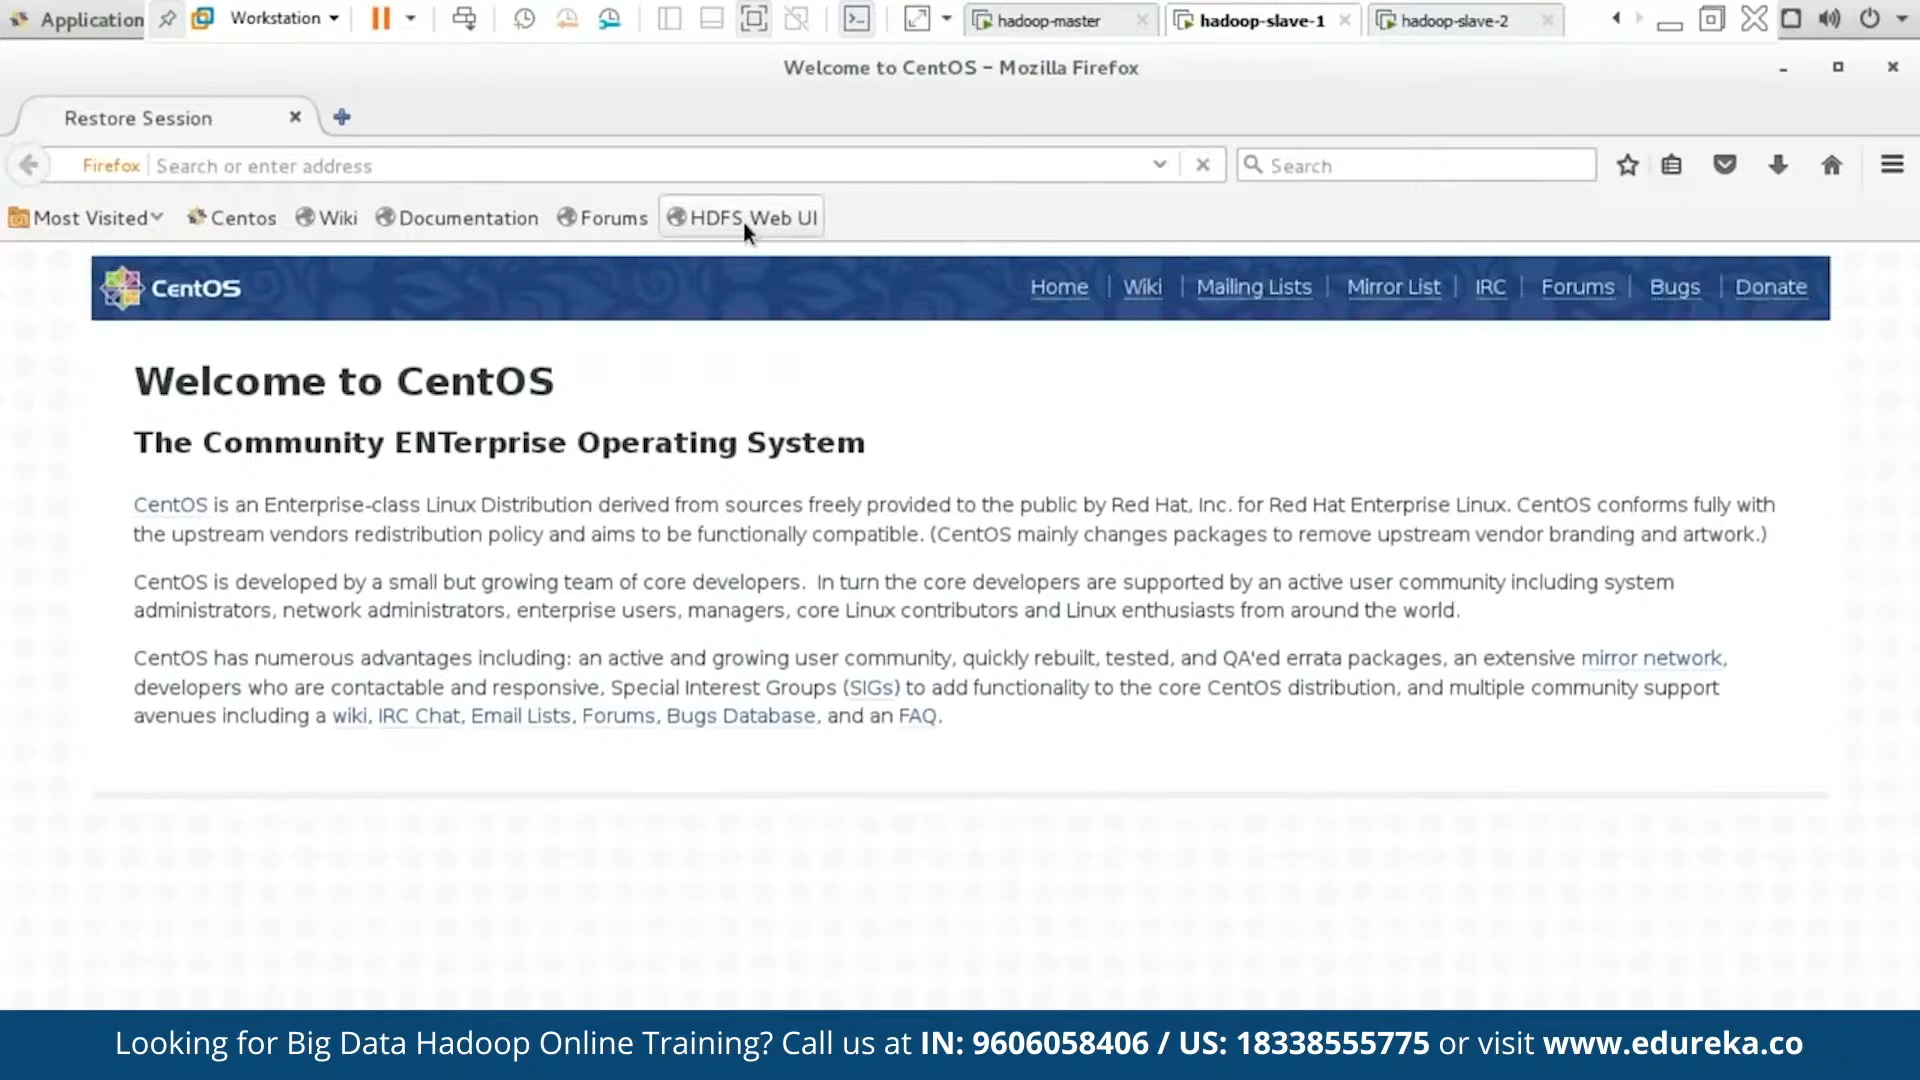 Application
Workstation
hadoop-master
hadoop-slave-1
hadoop-slave-2
Welcome to CentOS - Mozilla Firefox
Restore Session
Firefox
Search or enter address
Search
Most Visited
Centos
Wiki
Documentation
Forums
HDFS Web UI
CentOS
Home | Wiki | Mailing Lists | Mirror List | IRC | Forums | Bugs | Donate
Welcome to CentOS
The Community ENTerprise Operating System
CentOS is an Enterprise-class Linux Distribution derived from sources freely provided to the public by Red Hat, Inc. for Red Hat Enterprise Linux. CentOS conforms fully with
the upstream vendors redistribution policy and aims to be functionally compatible. (CentOS mainly changes packages to remove upstream vendor branding and artwork.)
CentOS is developed by a small but growing team of core developers. In turn the core developers are supported by an active user community including system
administrators, network administrators, enterprise users, managers, core Linux contributors and Linux enthusiasts from around the world.
CentOS has numerous advantages including: an active and growing user community, quickly rebuilt, tested, and QA'ed errata packages, an extensive mirror network,
developers who are contactable and responsive, Special Interest Groups (SIGs) to add functionality to the core CentOS distribution, and multiple community support
avenues including a wiki, IRC Chat, Email Lists, Forums, Bugs Database, and an FAQ.
Looking for Big Data Hadoop Online Training? Call us at IN: 9606058406 / US: 18338555775 or visit www.edureka.co